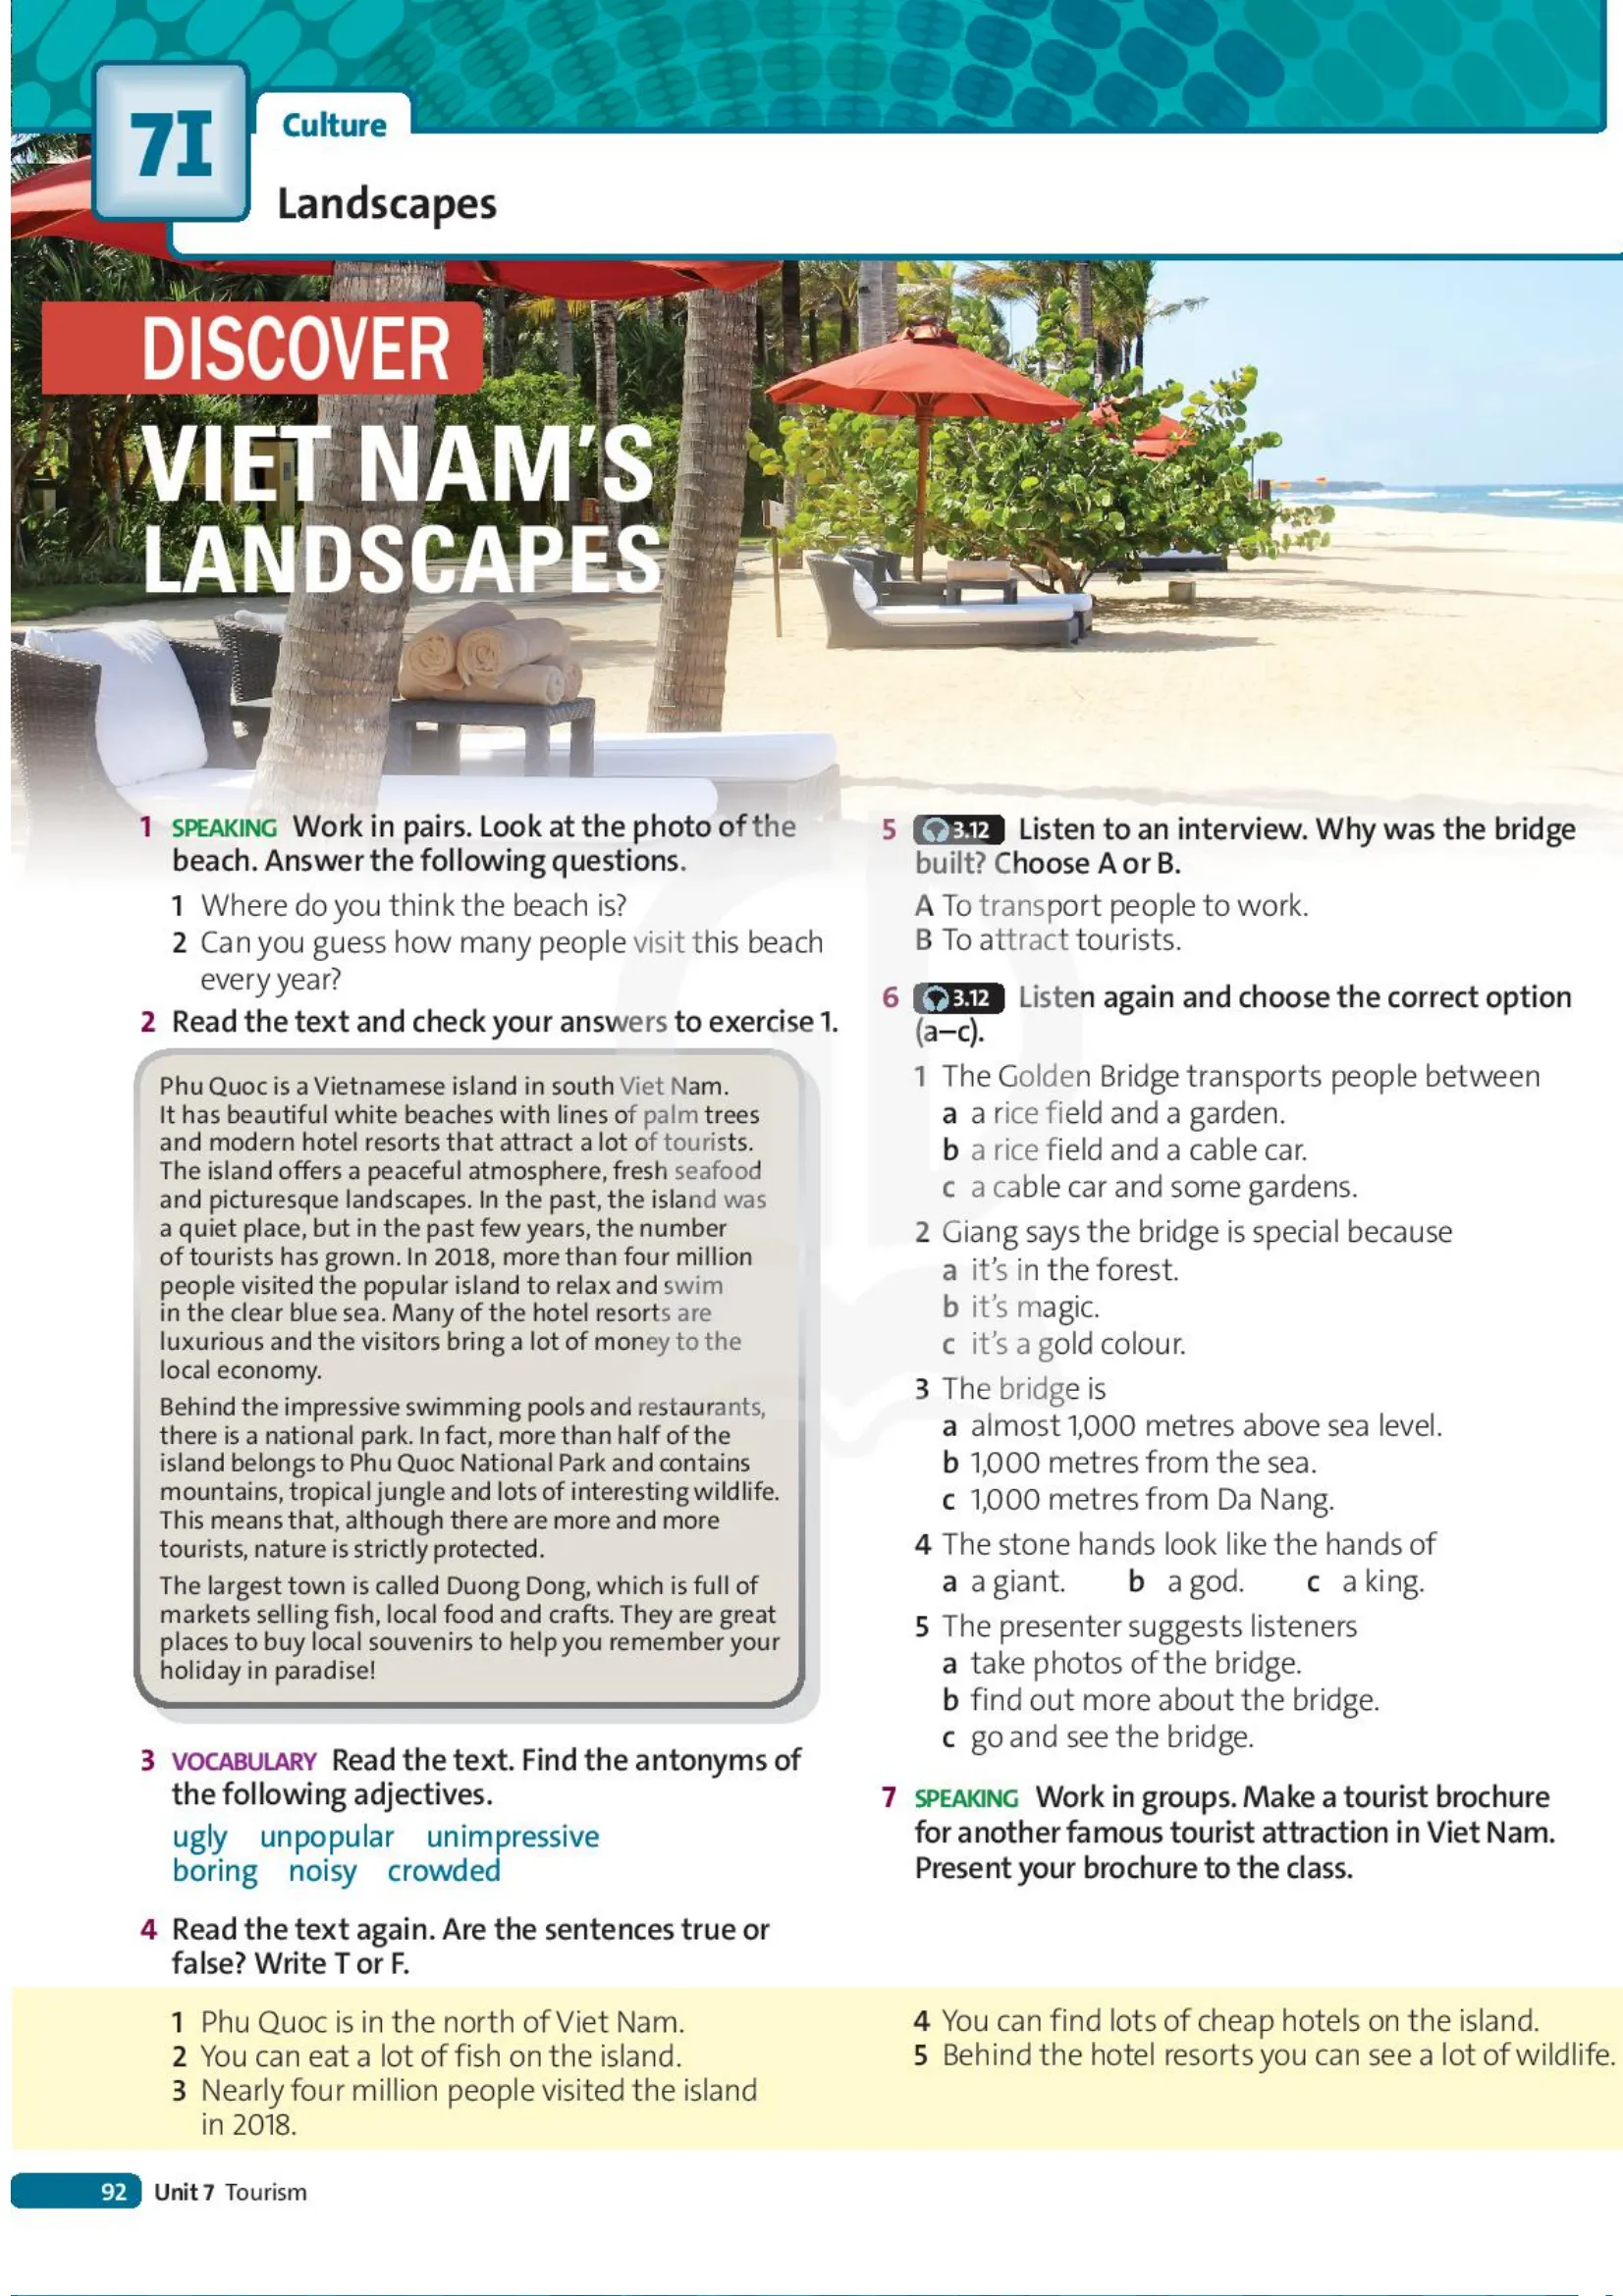 7I
Culture
Landscapes
DISCOVER
VIET NAM'S
LANDSCAPES
1 SPEAKING Work in pairs. Look at the photo of the
beach. Answer the following questions.
1 Where do you think the beach is?
2 Can you guess how many people visit this beach
every year?
2 Read the text and check your answers to exercise 1.
Phu Quoc is a Vietnamese island in south Viet Nam.
It has beautiful white beaches with lines of palm trees
and modern hotel resorts that attract a lot of tourists.
The island offers a peaceful atmosphere, fresh seafood
and picturesque landscapes. In the past, the island was
a quiet place, but in the past few years, the number
of tourists has grown. In 2018, more than four million
people visited the popular island to relax and swim
in the clear blue sea. Many of the hotel resorts are
luxurious and the visitors bring a lot of money to the
local economy.
Behind the impressive swimming pools and restaurants,
there is a national park. In fact, more than half of the
island belongs to Phu Quoc National Park and contains
mountains, tropical jungle and lots of interesting wildlife.
This means that, although there are more and more
tourists, nature is strictly protected.
The largest town is called Duong Dong, which is full of
markets selling fish, local food and crafts. They are great
places to buy local souvenirs to help you remember your
holiday in paradise!
3 VOCABULARY Read the text. Find the antonyms of
the following adjectives.
ugly unpopular unimpressive
boring noisy crowded
4 Read the text again. Are the sentences true or
false? Write T or F.
1 Phu Quoc is in the north of Viet Nam.
2 You can eat a lot of fish on the island.
3 Nearly four million people visited the island
in 2018.
4 You can find lots of cheap hotels on the island.
5 Behind the hotel resorts you can see a lot of wildlife.
5 3.12 Listen to an interview. Why was the bridge
built? Choose A or B.
A To transport people to work.
B To attract tourists.
6 3.12 Listen again and choose the correct option
(a–c).
1 The Golden Bridge transports people between
a a rice field and a garden.
b a rice field and a cable car.
c a cable car and some gardens.
2 Giang says the bridge is special because
a it's in the forest.
b it's magic.
c it's a gold colour.
3 The bridge is
a almost 1,000 metres above sea level.
b 1,000 metres from the sea.
c 1,000 metres from Da Nang.
4 The stone hands look like the hands of
a a giant. b a god. c a king.
5 The presenter suggests listeners
a take photos of the bridge.
b find out more about the bridge.
c go and see the bridge.
7 SPEAKING Work in groups. Make a tourist brochure
for another famous tourist attraction in Viet Nam.
Present your brochure to the class.
92 Unit 7 Tourism